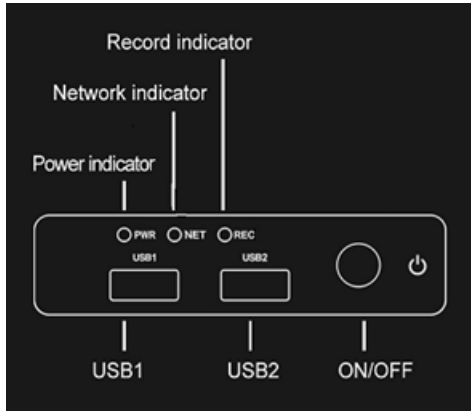 Record indicator
Network indicator
Power indicator
PWR NET REC
USB1 USB2
USB1 USB2 ON/OFF